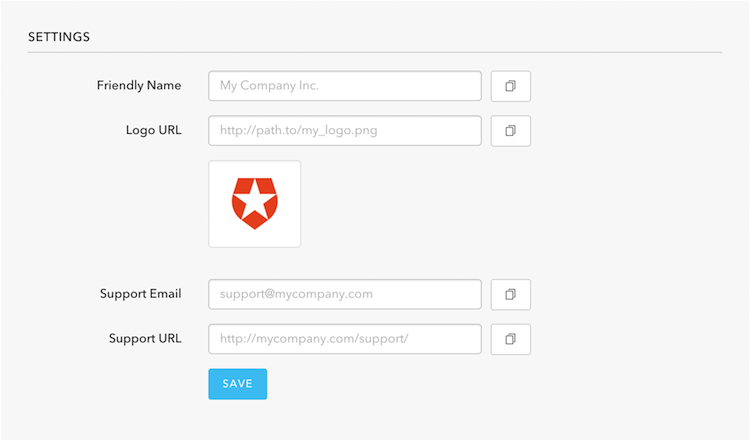 SETTINGS
Friendly Name My Company Inc.
Logo URL http://path.to/my_logo.png
Support Email support@mycompany.com
Support URL http://mycompany.com/support/
SAVE